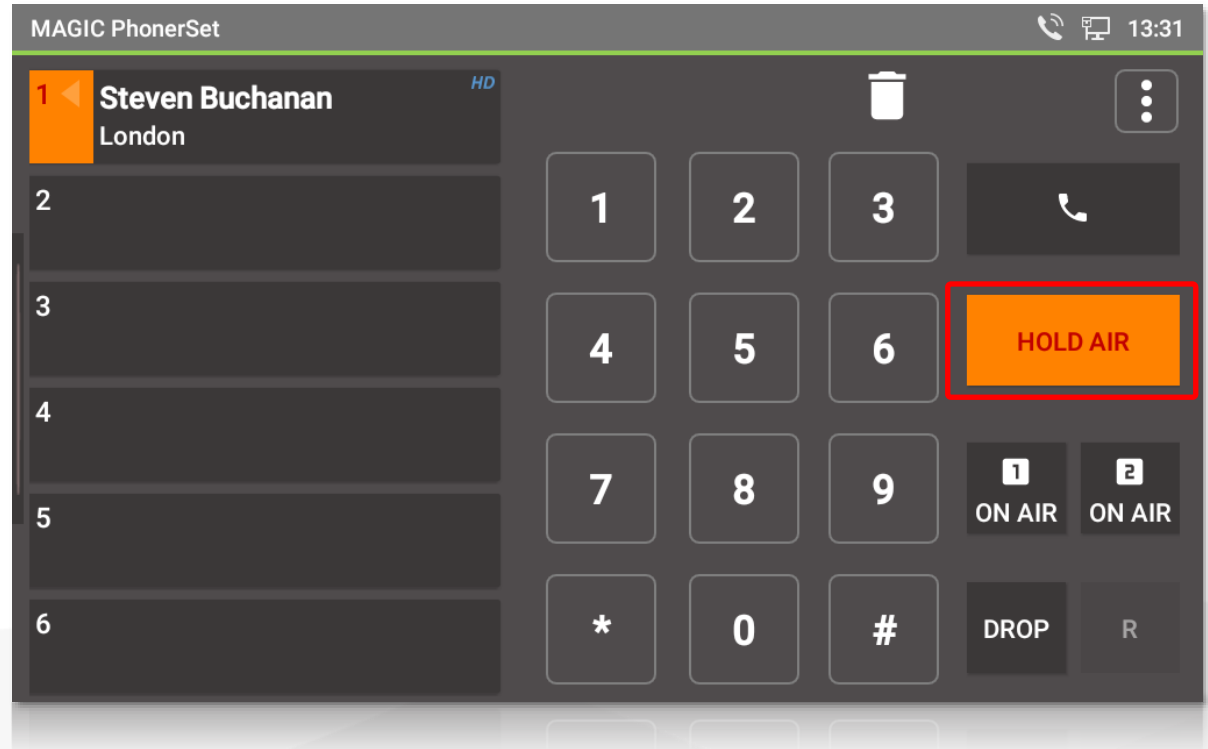 MAGIC PhonerSet
13:31
1
Steven Buchanan
HD
London
2
3
4
5
6
1 2 3
4 5 6
HOLD AIR
7 8 9
1 ON AIR
2 ON AIR
* 0 #
DROP
R